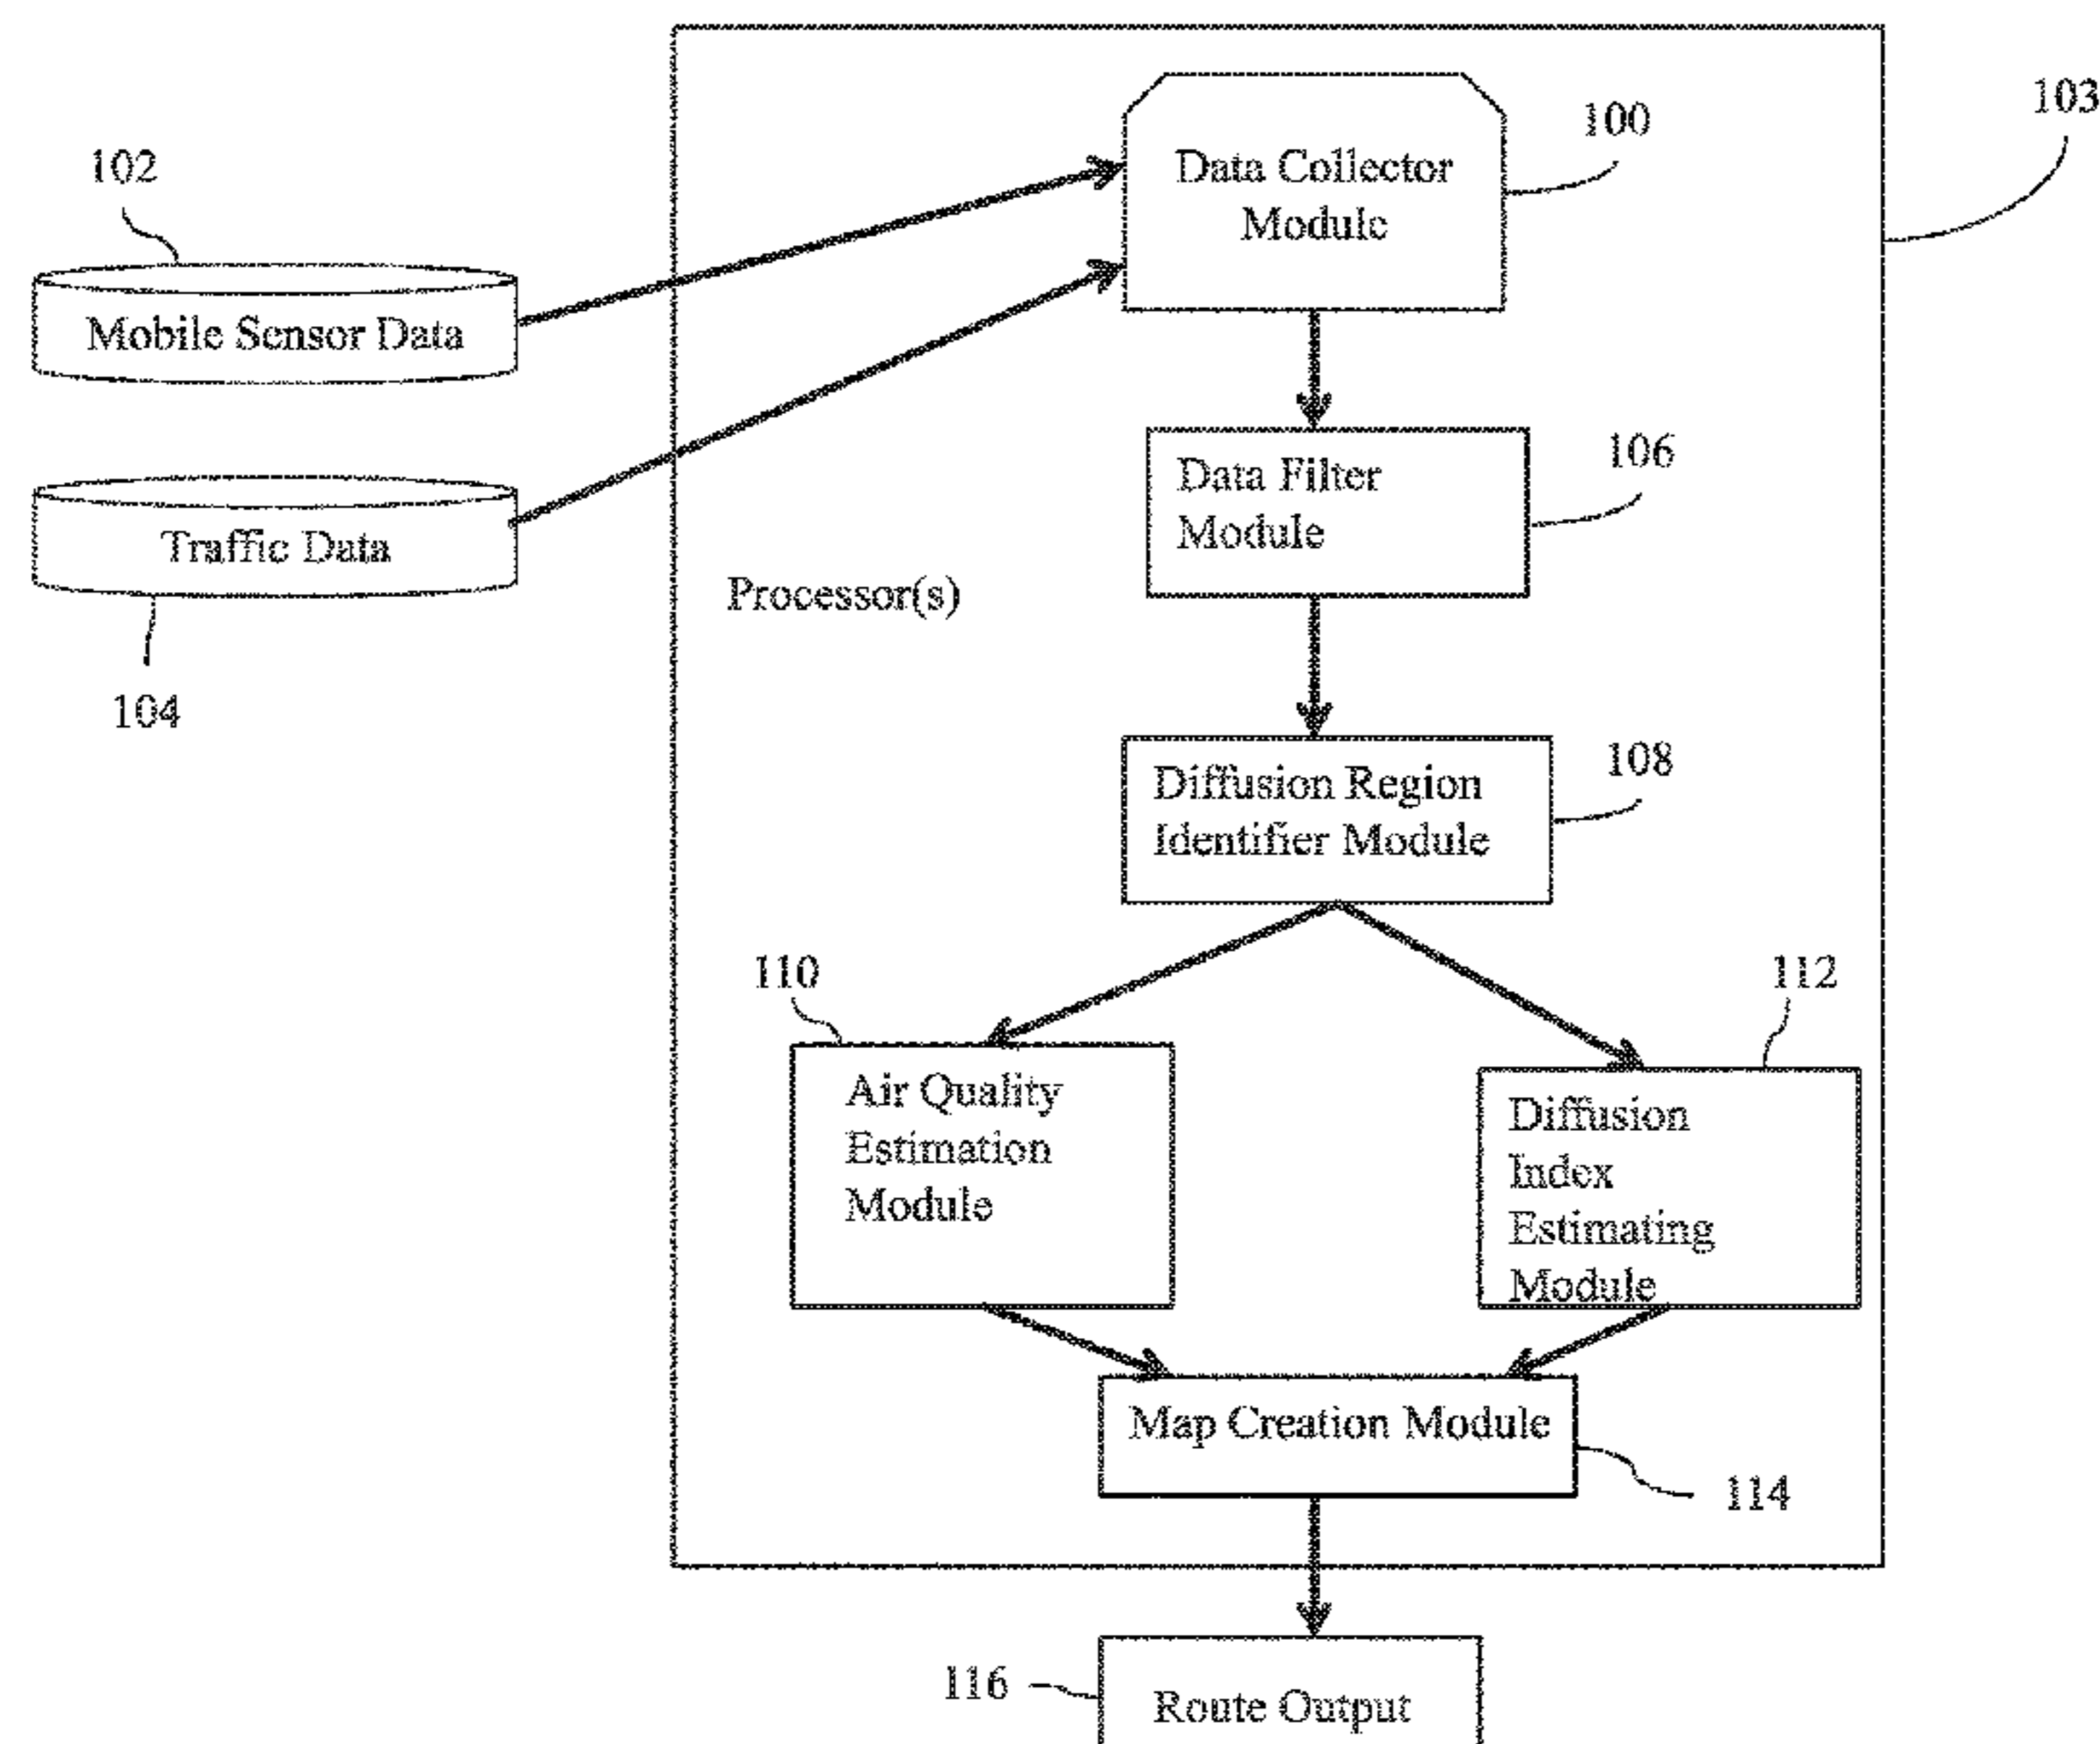 103
100
Data Collector
Module
102
Mobile Sensor Data
106
Data Filter
Module
Traffic Data
Processor(s)
104
108
Diffusion Region
Identifier Module
110
112
Air Quality
Estimation
Module
Diffusion
Index
Estimating
Module
Map Creation Module
114
116
Route Output